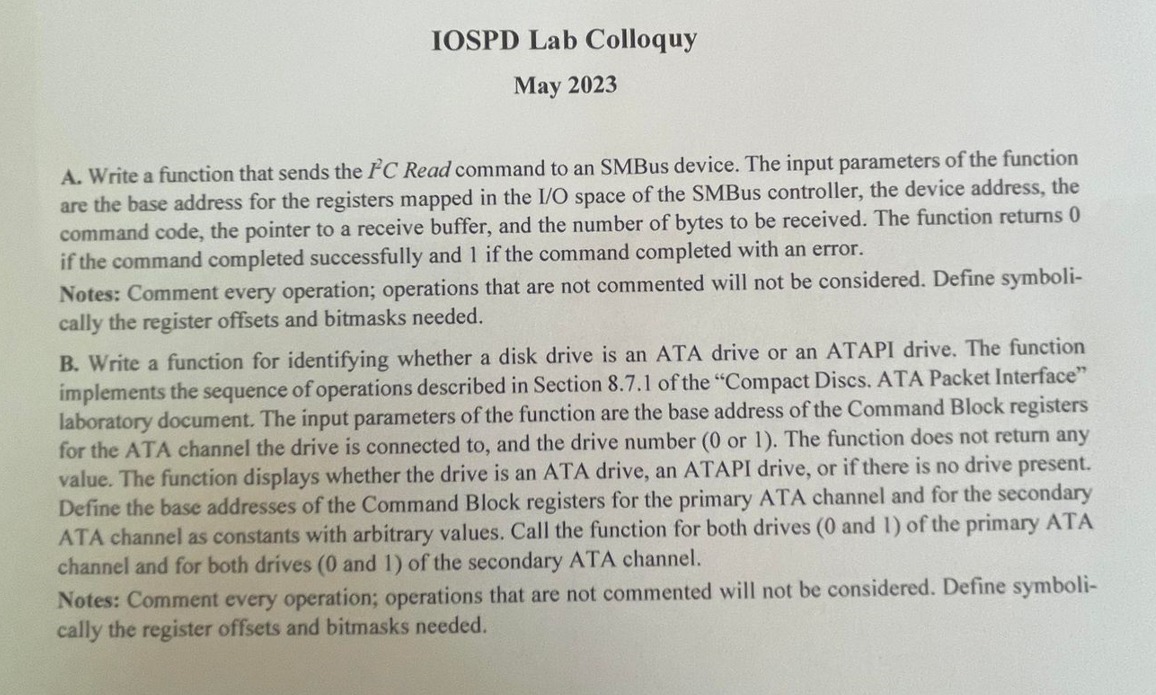 IOSPD Lab Colloquy
May 2023
A. Write a function that sends the I²C Read command to an SMBus device. The input parameters of the function
are the base address for the registers mapped in the I/O space of the SMBus controller, the device address, the
command code, the pointer to a receive buffer, and the number of bytes to be received. The function returns 0
if the command completed successfully and 1 if the command completed with an error.
Notes: Comment every operation; operations that are not commented will not be considered. Define symboli-
cally the register offsets and bitmasks needed.
B. Write a function for identifying whether a disk drive is an ATA drive or an ATAPI drive. The function
implements the sequence of operations described in Section 8.7.1 of the “Compact Discs. ATA Packet Interface”
laboratory document. The input parameters of the function are the base address of the Command Block registers
for the ATA channel the drive is connected to, and the drive number (0 or 1). The function does not return any
value. The function displays whether the drive is an ATA drive, an ATAPI drive, or if there is no drive present.
Define the base addresses of the Command Block registers for the primary ATA channel and for the secondary
ATA channel as constants with arbitrary values. Call the function for both drives (0 and 1) of the primary ATA
channel and for both drives (0 and 1) of the secondary ATA channel.
Notes: Comment every operation; operations that are not commented will not be considered. Define symboli-
cally the register offsets and bitmasks needed.